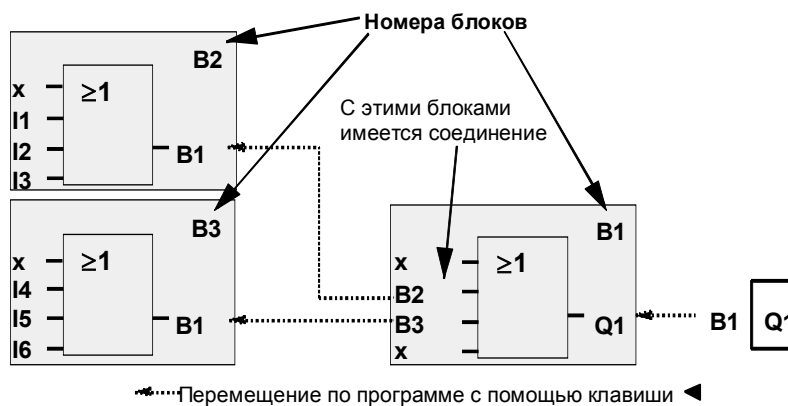 Номера блоков
B2
x
≥1
I1
I2
I3
B1
С этими блоками
имеется соединение
B3
x
≥1
I4
I5
I6
B1
B1
x
≥1
B2
B3
x
Q1
B1
Q1
Перемещение по программе с помощью клавиши ◄